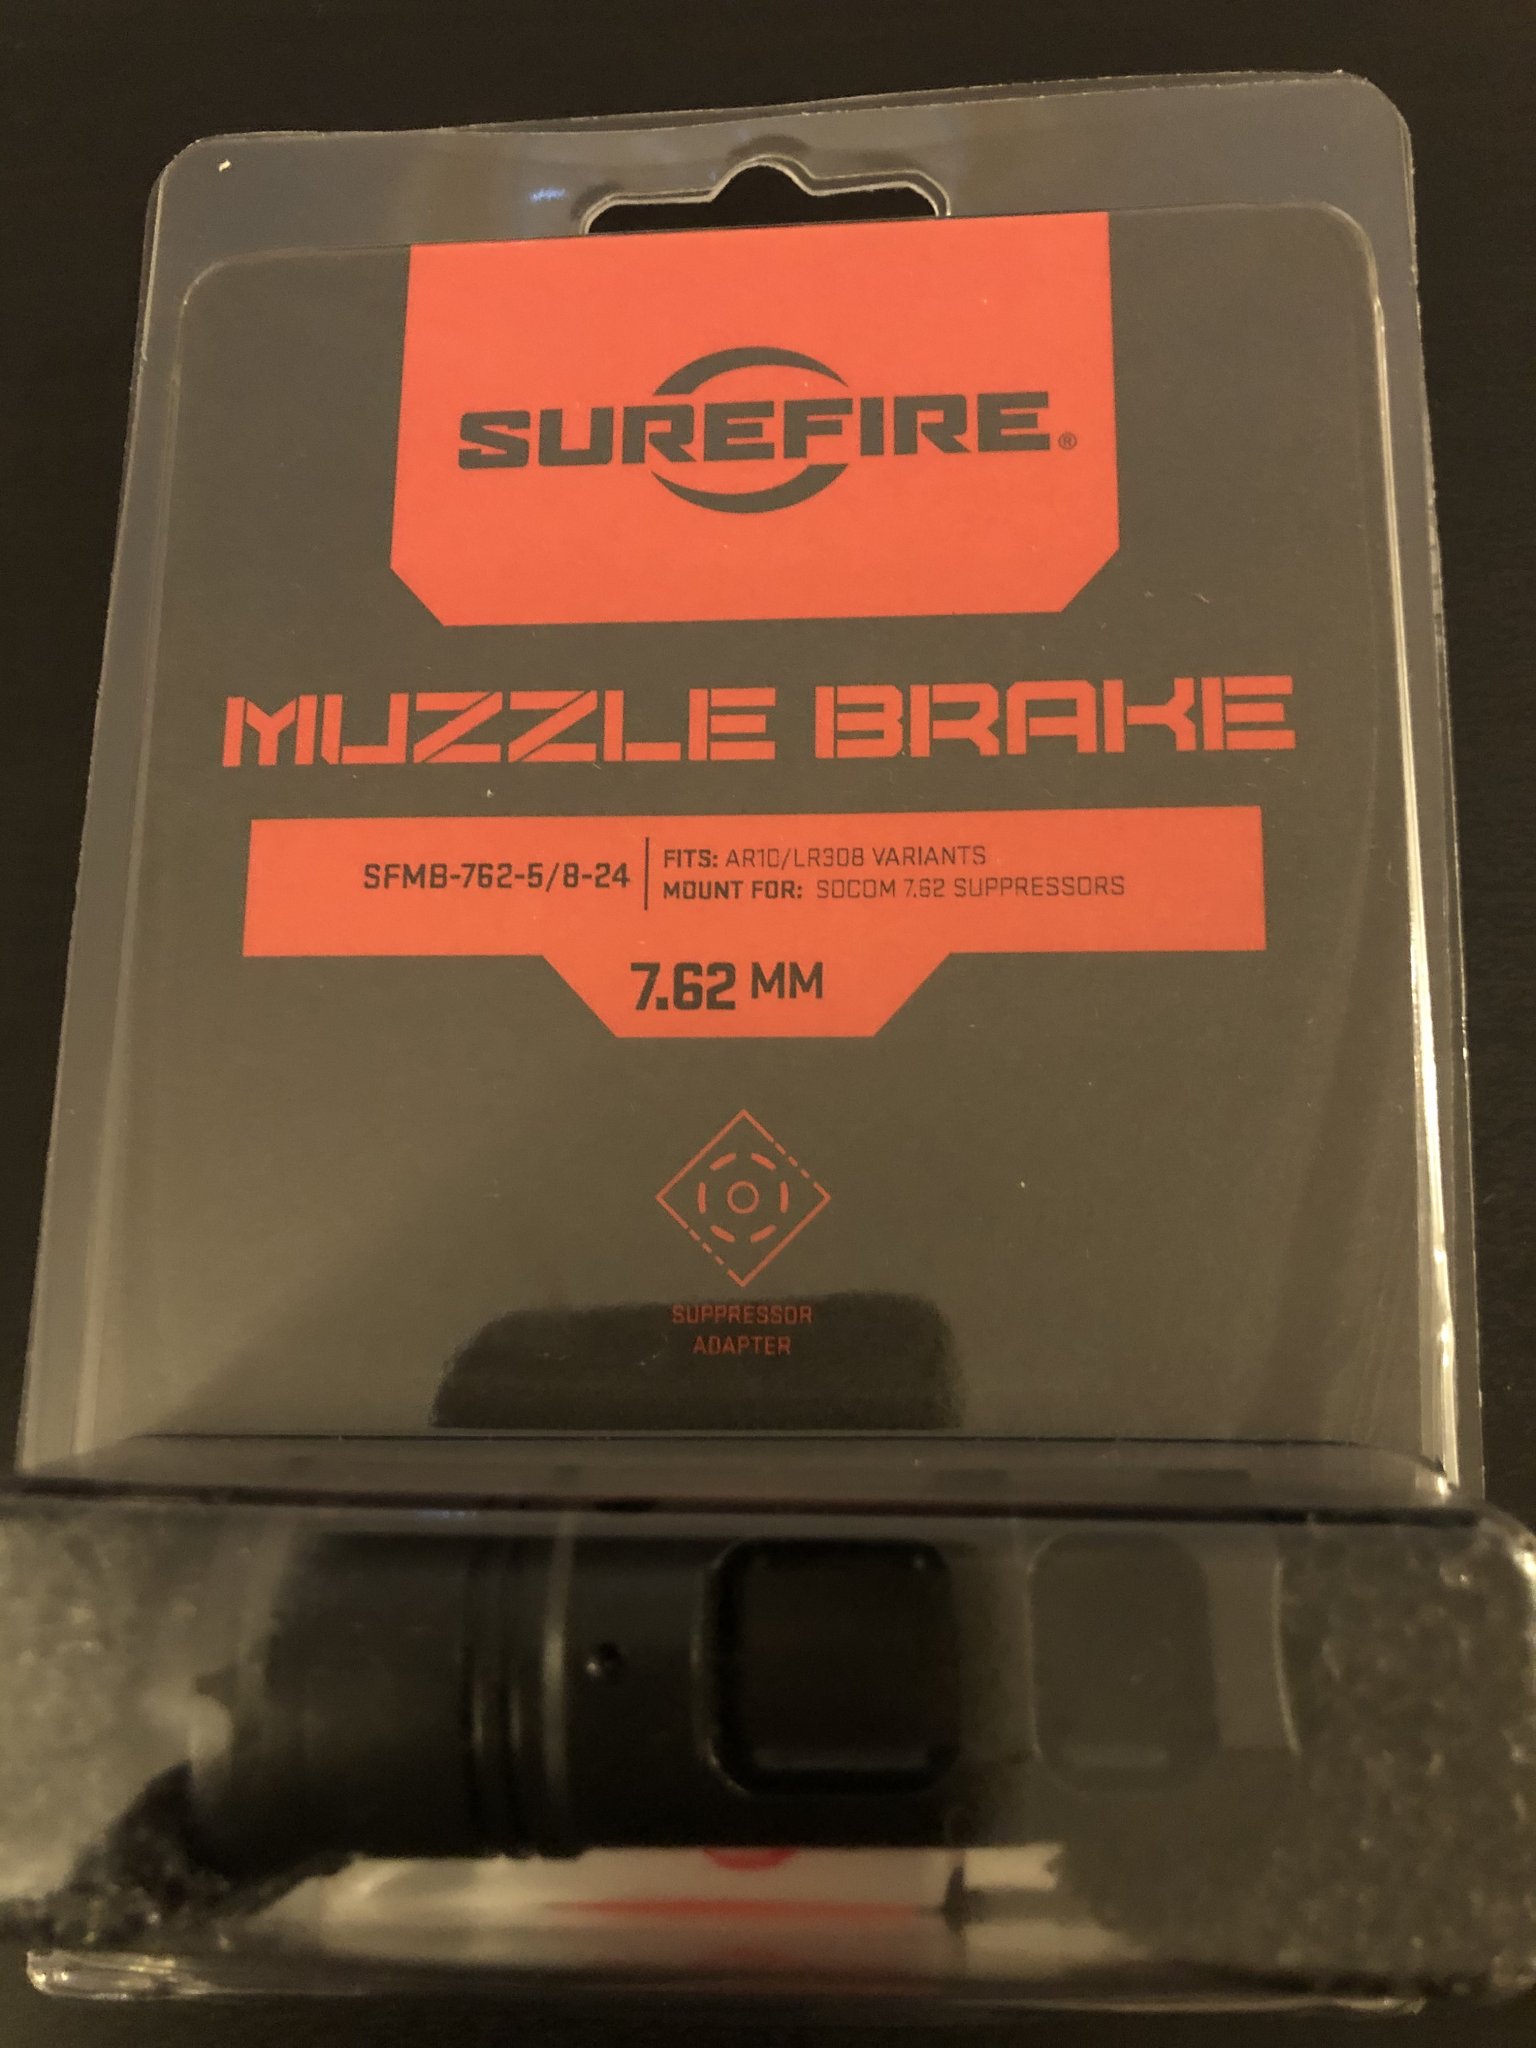 SUREFIRE®
MUZZLE BRAKE
SFMB-762-5/8-24
FITS: AR10/LR308 VARIANTS
MOUNT FOR: SOCOM 7.62 SUPPRESSORS
7.62 MM
SUPPRESSOR
ADAPTER